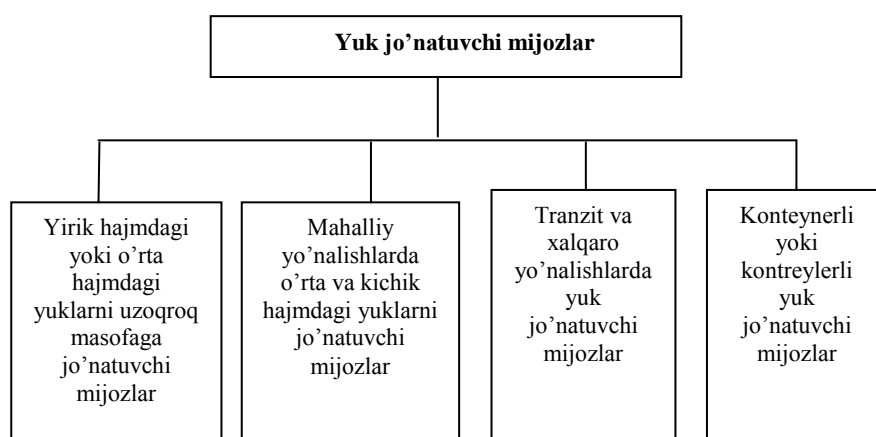 Yuk jo’natuvchi mijozlar
Yirik hajmdagi
yoki o’rta
hajmdagi
yuklarni uzoqroq
masofaga
jo’natuvchi
mijozlar
Mahalliy
yo’nalishlarda
o’rta va kichik
hajmdagi yuklarni
jo’natuvchi
mijozlar
Tranzit va
xalqaro
yo’nalishlarda
yuk
jo’natuvchi
mijozlar
Konteynerli
yoki
kontreylerli
yuk
jo’natuvchi
mijozlar